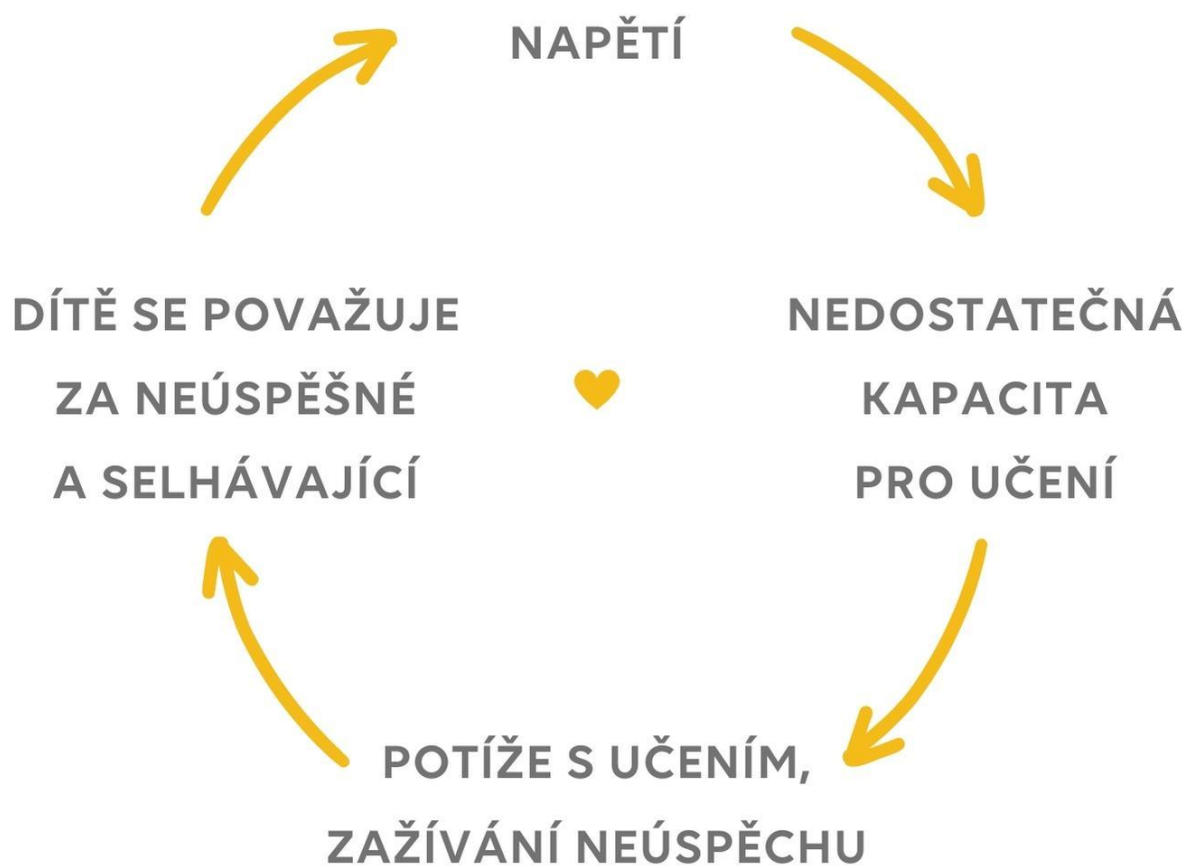 NAPĚTÍ
NEDOSTATEČNÁ
KAPACITA
PRO UČENÍ
POTÍŽE S UČENÍM,
ZAŽÍVÁNÍ NEÚSPĚCHU
DÍTĚ SE POVAŽUJE
ZA NEÚSPĚŠNÉ
A SELHÁVAJÍCÍ